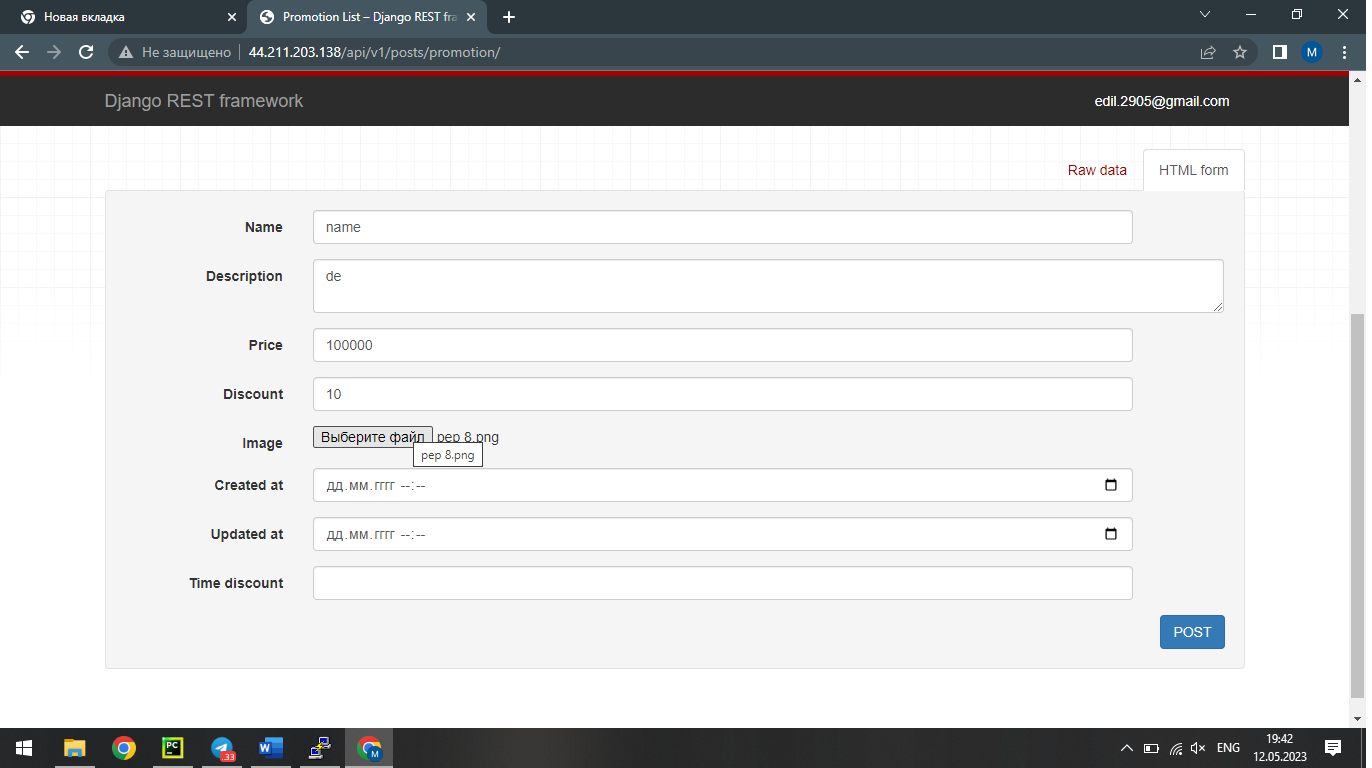 Новая вкладка
Promotion List – Django REST fra
Не защищено 44.211.203.138/api/v1/posts/promotion/
M
Django REST framework
edil.2905@gmail.com
Raw data
HTML form
Name
name
Description
de
Price
100000
Discount
10
Image
Выберите файл pep 8.png
pep 8.png
Created at
дд.мм.гггг --:--
Updated at
дд.мм.гггг --:--
Time discount
POST
PC
33
W
M
ENG
19:42
12.05.2023